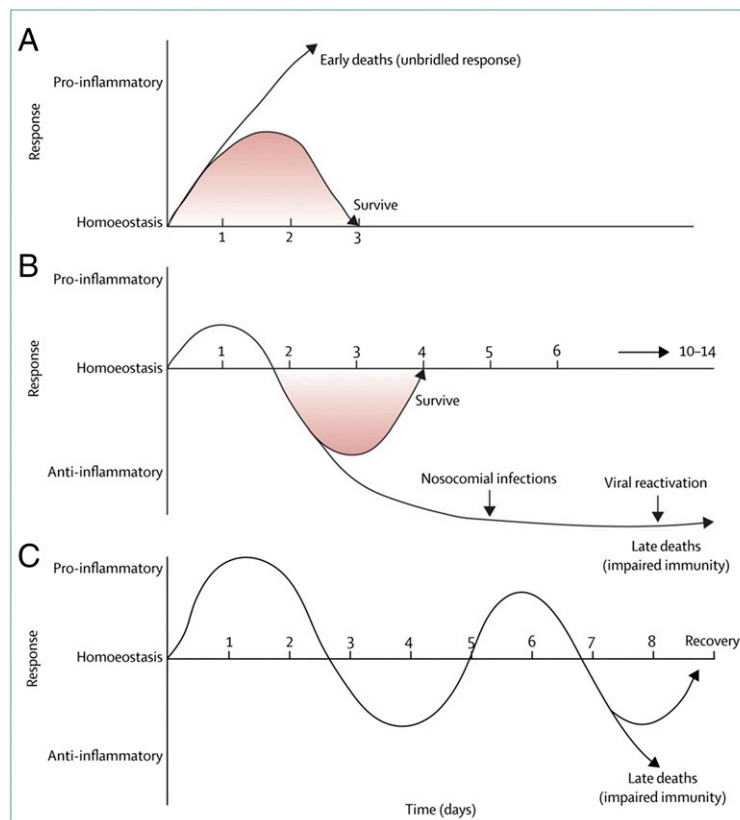 A
Pro-inflammatory
Early deaths (unbridled response)
Response
Survive
Homoeostasis
1 2 3
B
Pro-inflammatory
1 2 3 4 5 6 10–14
Homoeostasis
Response
Survive
Anti-inflammatory
Nosocomial infections
Viral reactivation
Late deaths
(impaired immunity)
C
Pro-inflammatory
1 2 3 4 5 6 7 8 Recovery
Homoeostasis
Response
Anti-inflammatory
Late deaths
(impaired immunity)
Time (days)